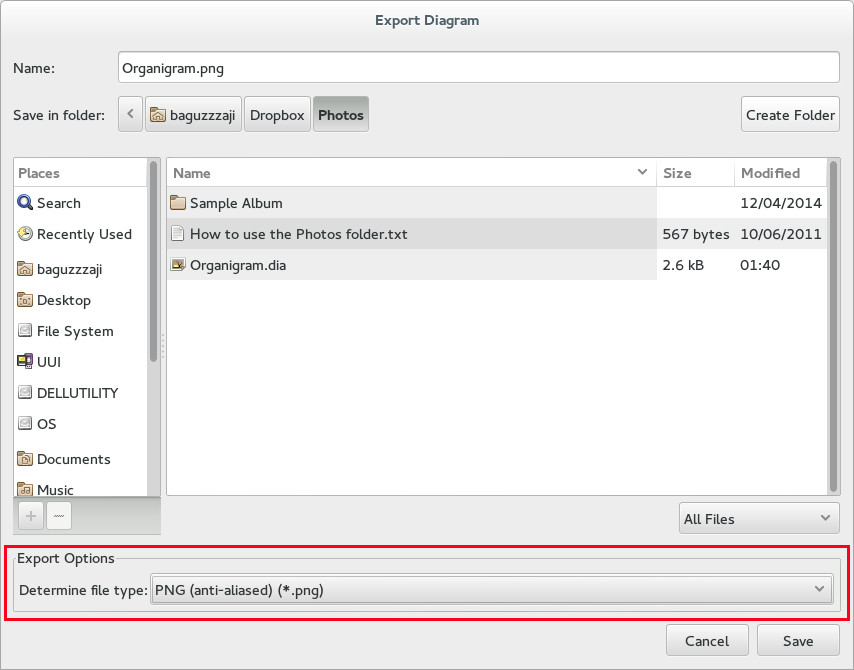 Export Diagram
Name: Organigram.png
Save in folder: < baguzzzaji Dropbox Photos Create Folder
Places Name Size Modified
Search Sample Album 12/04/2014
Recently Used How to use the Photos folder.txt 567 bytes 10/06/2011
baguzzzaji Organigram.dia 2.6 kB 01:40
Desktop
File System
UUI
DELLUTILITY
OS
Documents
Music
All Files
Export Options
Determine file type: PNG (anti-aliased) (*.png)
Cancel Save